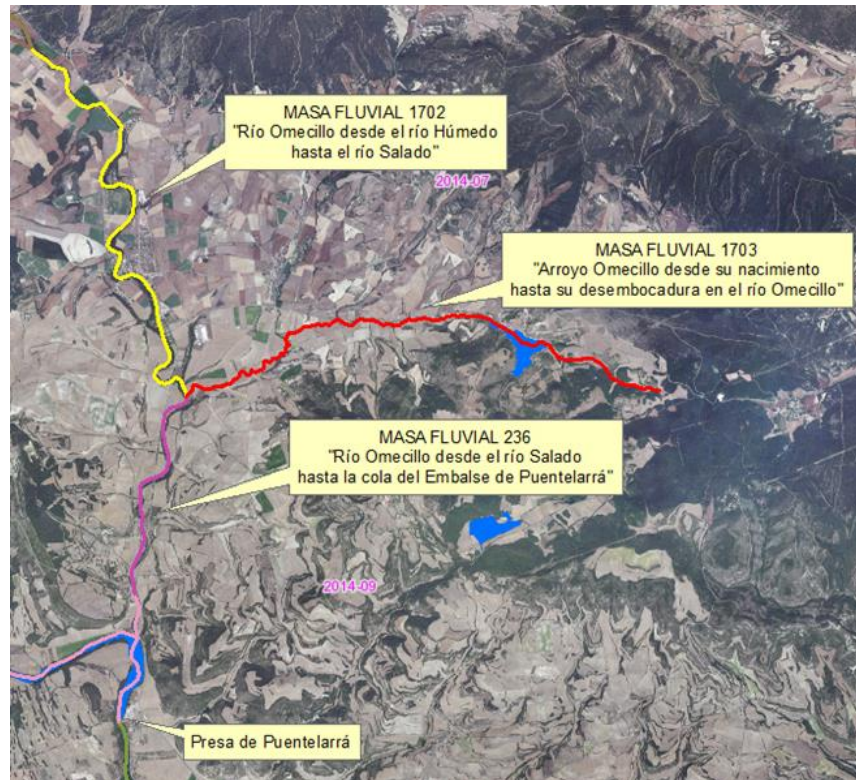 MASA FLUVIAL 1702
"Río Omecillo desde el río Húmedo
hasta el río Salado"
2014-07
MASA FLUVIAL 1703
"Arroyo Omecillo desde su nacimiento
hasta su desembocadura en el río Omecillo"
MASA FLUVIAL 236
"Río Omecillo desde el río Salado
hasta la cola del Embalse de Puentelarrá"
2014-09
Presa de Puentelarrá